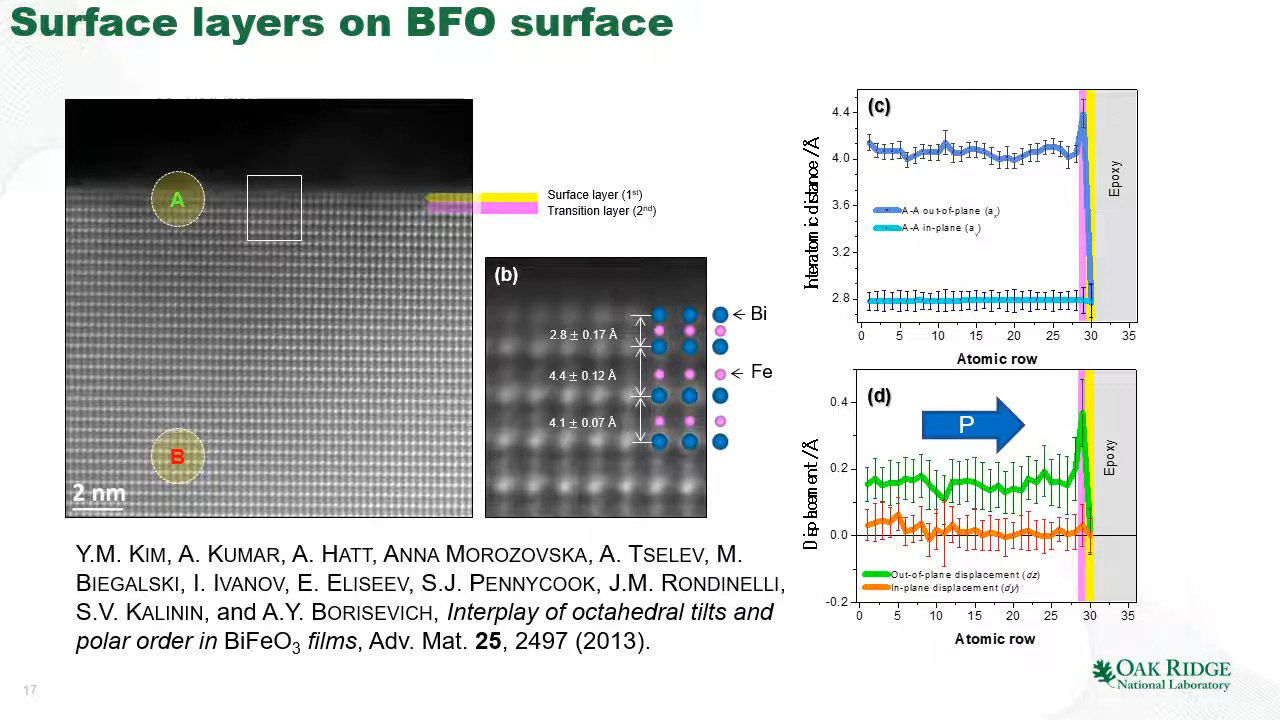 Surface layers on BFO surface
A
B
2 nm
Surface layer (1st)
Transition layer (2nd)
(b)
2.8 ± 0.17 Å
4.4 ± 0.12 Å
4.1 ± 0.07 Å
Bi
Fe
(c)
Interatomic distance /Å
4.4
4.0
3.6
3.2
2.8
A-A out-of-plane (ax)
A-A in-plane (ay)
Epoxy
0 5 10 15 20 25 30 35
Atomic row
(d)
P
Displacement /Å
0.4
0.2
0.0
-0.2
Epoxy
Out-of-plane displacement (dz)
In-plane displacement (dy)
0 5 10 15 20 25 30 35
Atomic row
Y.M. KIM, A. KUMAR, A. HATT, ANNA MOROZOVSKA, A. TSELEV, M.
BIEGALSKI, I. IVANOV, E. ELISEEV, S.J. PENNYCOOK, J.M. RONDINELLI,
S.V. KALININ, and A.Y. BORISEVICH, Interplay of octahedral tilts and
polar order in BiFeO3 films, Adv. Mat. 25, 2497 (2013).
17
OAK RIDGE
National Laboratory